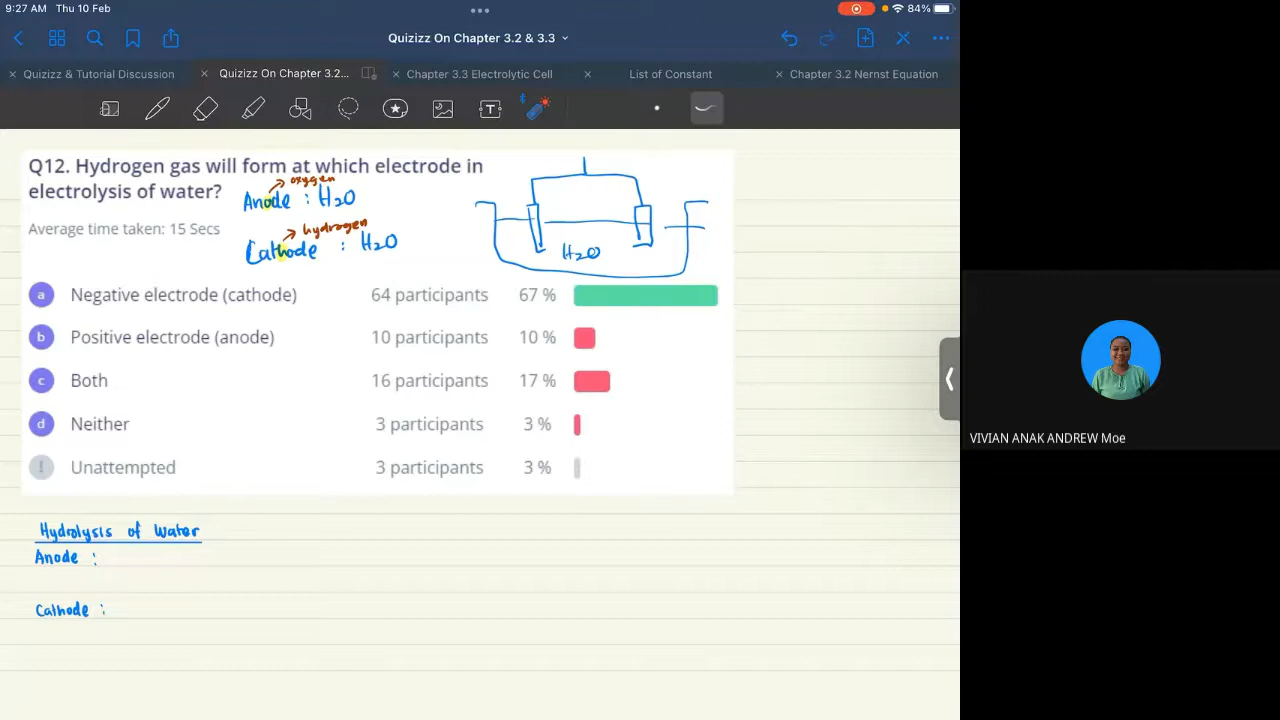 9:27 AM Thu 10 Feb
84%
Quizizz On Chapter 3.2 & 3.3
Quizizz & Tutorial Discussion
Quizizz On Chapter 3.2...
Chapter 3.3 Electrolytic Cell
List of Constant
Chapter 3.2 Nernst Equation
T
Q12. Hydrogen gas will form at which electrode in
electrolysis of water?
oxygen
Anode : H₂O
Average time taken: 15 Secs
hydrogen
Cathode : H₂O
H₂O
a Negative electrode (cathode) 64 participants 67 %
b Positive electrode (anode) 10 participants 10 %
c Both 16 participants 17 %
d Neither 3 participants 3 %
! Unattempted 3 participants 3 %
VIVIAN ANAK ANDREW Moe
Hydrolysis of Water
Anode :
Cathode :